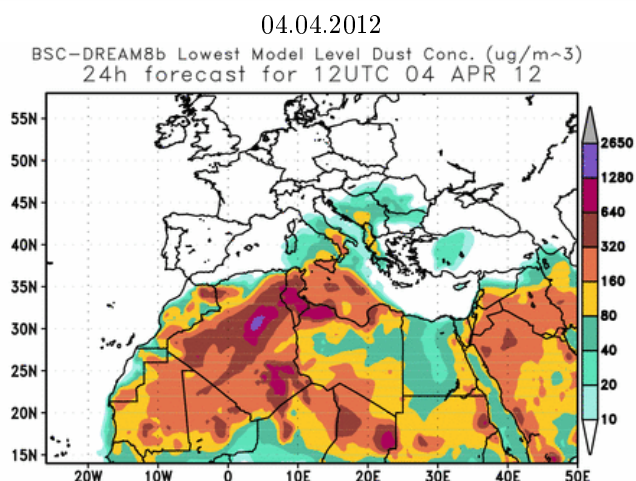 04.04.2012
BSC-DREAM8b Lowest Model Level Dust Conc. (ug/m^3)
24h forecast for 12UTC 04 APR 12
55N
50N
45N
40N
35N
30N
25N
20N
15N
20W 10W 0 10E 20E 30E 40E 50E
2650
1280
640
320
160
80
40
20
10